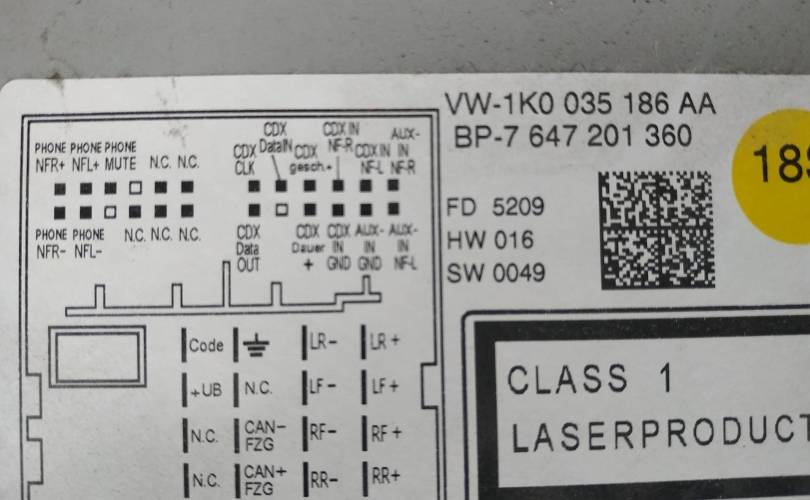 VW-1K0 035 186 AA
BP-7 647 201 360
FD 5209
HW 016
SW 0049
PHONE PHONE PHONE
NFR+ NFL+ MUTE N.C. N.C.
PHONE PHONE
NFR- NFL- N.C. N.C. N.C.
CDX CDX IN AUX-
CDX DataIN CDX NF-R CDX IN IN
CLK gesch.+ NF-L NF-R
CDX CDX CDX AUX- AUX-
Data Dauer IN IN IN
OUT + GND GND NF-L
Code LR- LR+
+UB N.C. LF- LF+
N.C. CAN- FZG RF- RF+
N.C. CAN+ FZG RR- RR+
CLASS 1
LASERPRODUCT